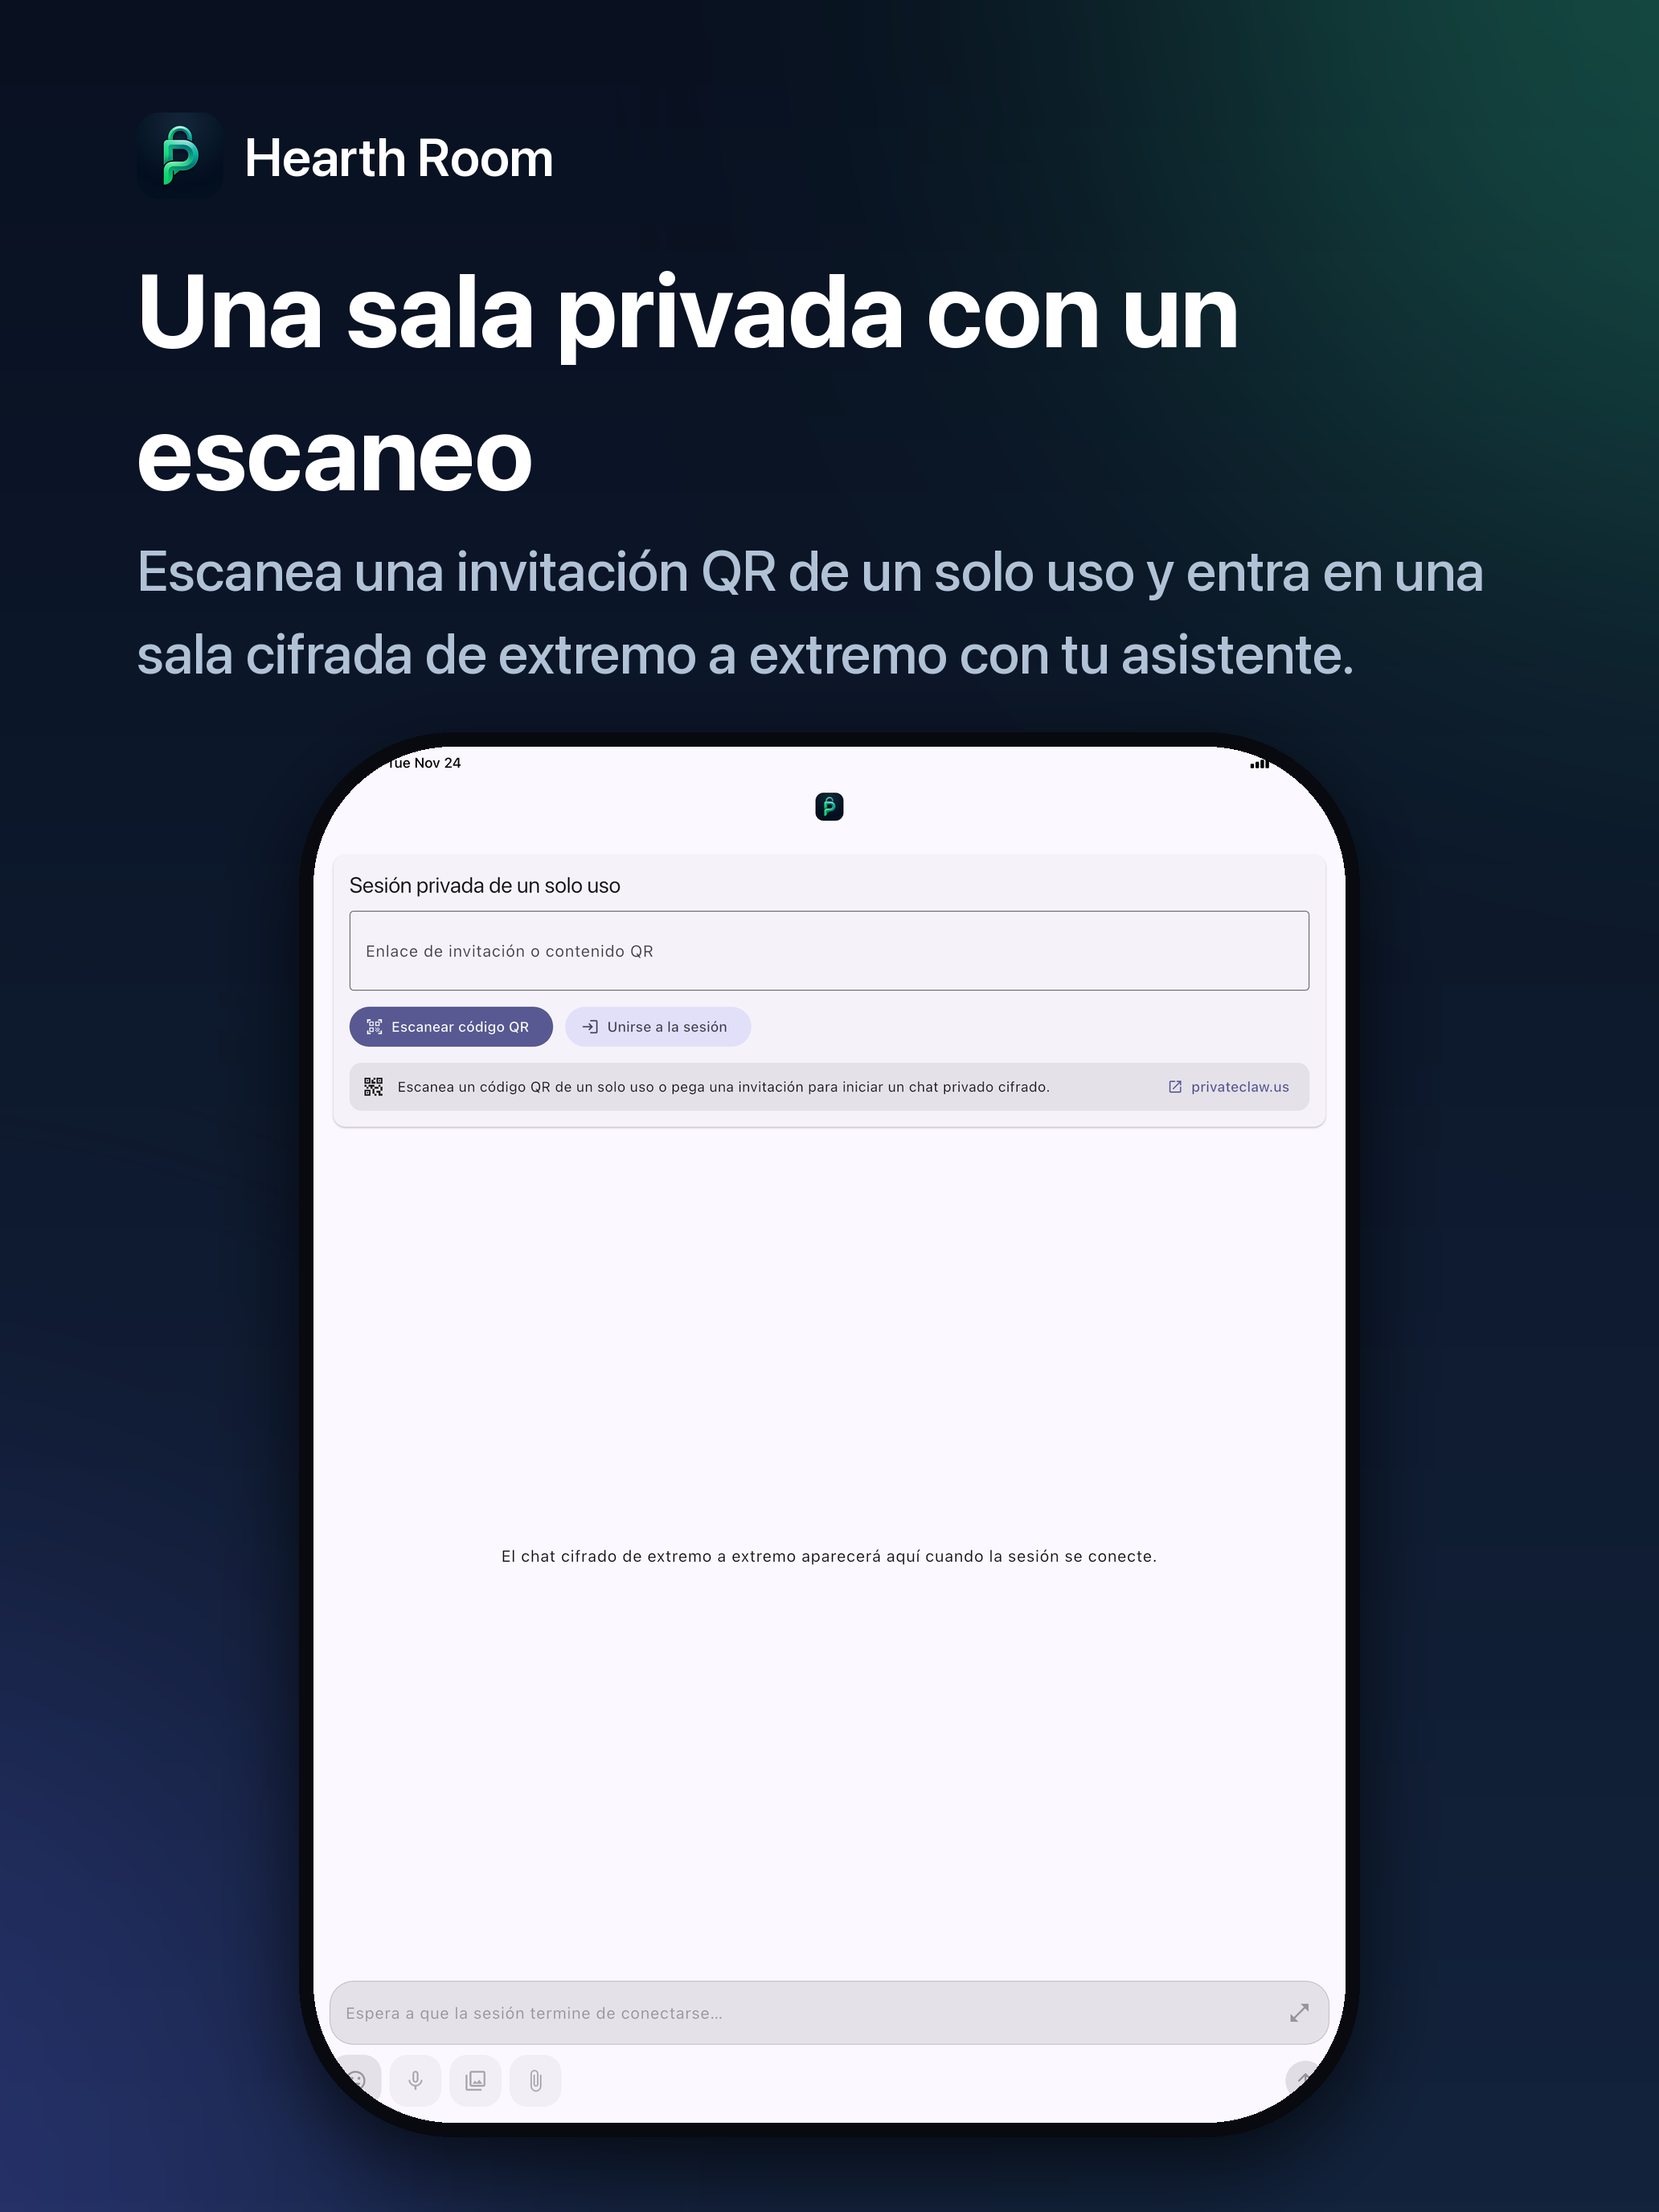 Hearth Room
Una sala privada con un
escaneo
Escanea una invitación QR de un solo uso y entra en una
sala cifrada de extremo a extremo con tu asistente.
Tue Nov 24
Sesión privada de un solo uso
Enlace de invitación o contenido QR
Escanear código QR
Unirse a la sesión
Escanea un código QR de un solo uso o pega una invitación para iniciar un chat privado cifrado.
privateclaw.us
El chat cifrado de extremo a extremo aparecerá aquí cuando la sesión se conecte.
Espera a que la sesión termine de conectarse...